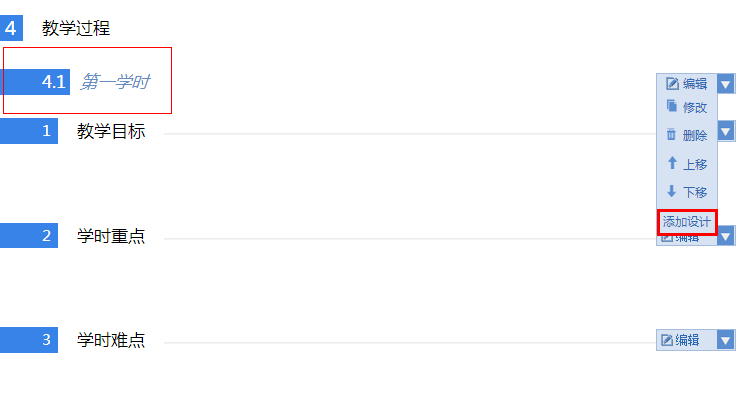 4 教学过程
4.1 第一学时
编辑
修改
1 教学目标
删除
上移
下移
添加设计
2 学时重点
编辑
3 学时难点 编辑